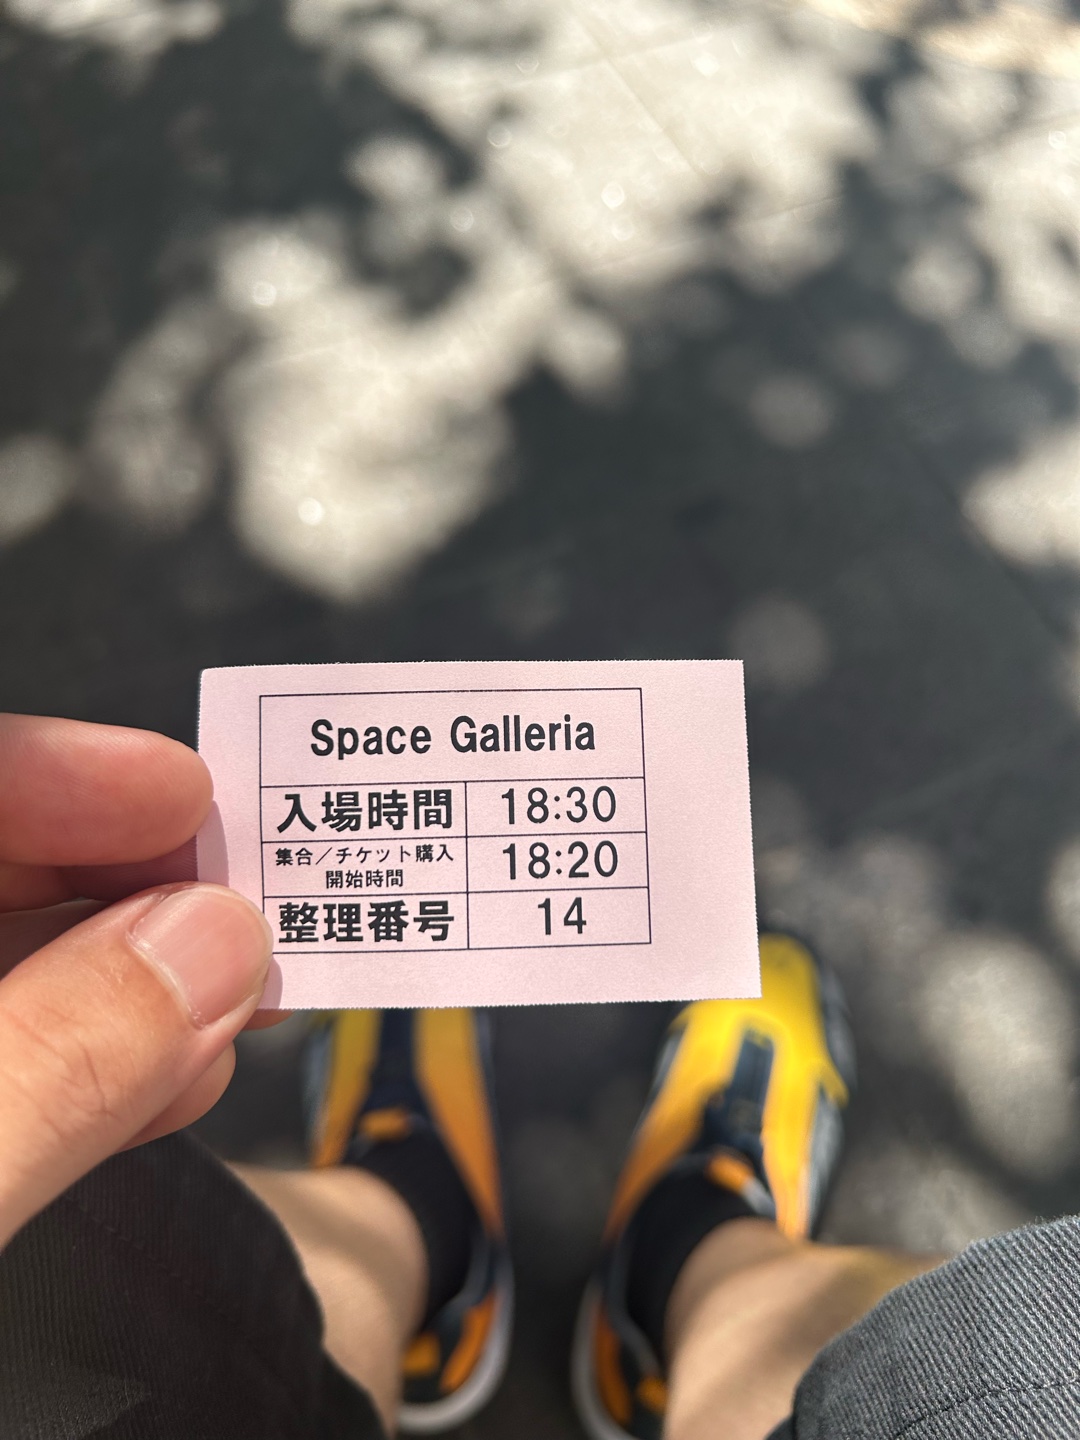 Space Galleria
入場時間 18:30
集合／チケット購入
開始時間 18:20
整理番号 14